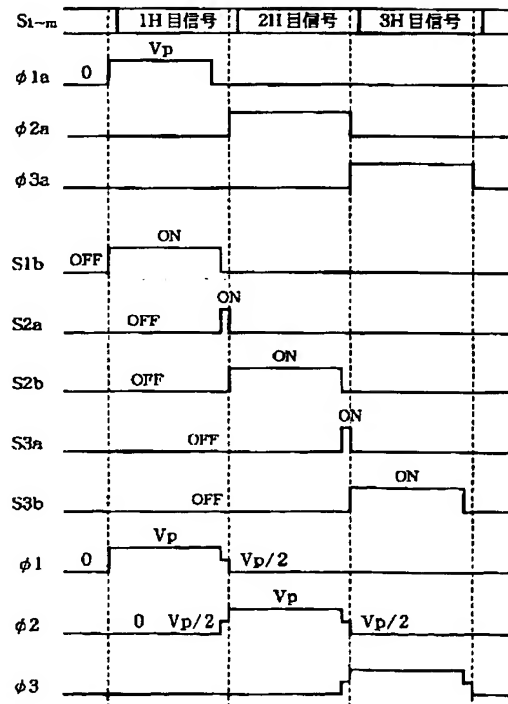 S1~m 1H目信号 2H目信号 3H目信号
Vp
φ1a 0
φ2a
φ3a
ON
S1b OFF
ON
S2a OFF
ON
S2b OFF
ON
S3a OFF
ON
S3b OFF
φ1 0 Vp Vp/2
Vp
φ2 0 Vp/2 Vp/2
φ3